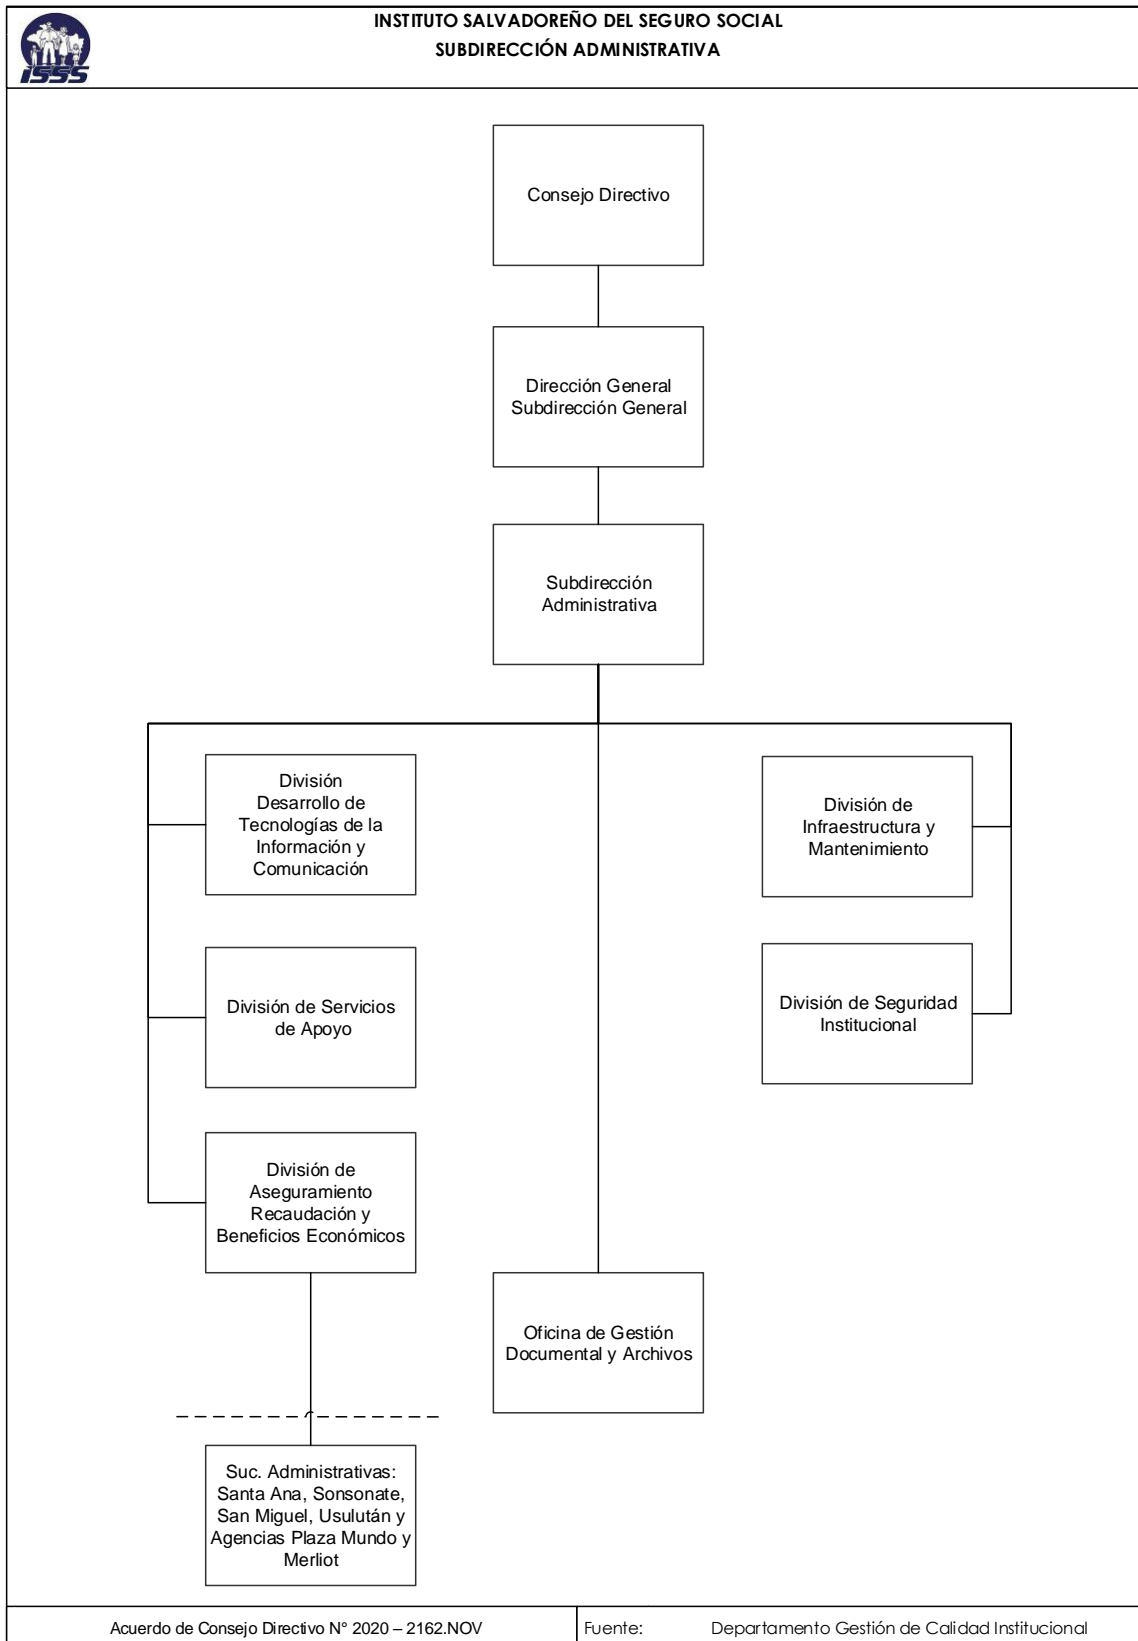 INSTITUTO SALVADOREÑO DEL SEGURO SOCIAL
SUBDIRECCIÓN ADMINISTRATIVA
ISSS
Consejo Directivo
Dirección General
Subdirección General
Subdirección
Administrativa
División
Desarrollo de
Tecnologías de la
Información y
Comunicación
División de
Infraestructura y
Mantenimiento
División de Servicios
de Apoyo
División de Seguridad
Institucional
División de
Aseguramiento
Recaudación y
Beneficios Económicos
Oficina de Gestión
Documental y Archivos
Suc. Administrativas:
Santa Ana, Sonsonate,
San Miguel, Usulután y
Agencias Plaza Mundo y
Merliot
Acuerdo de Consejo Directivo N° 2020 – 2162.NOV
Fuente: Departamento Gestión de Calidad Institucional